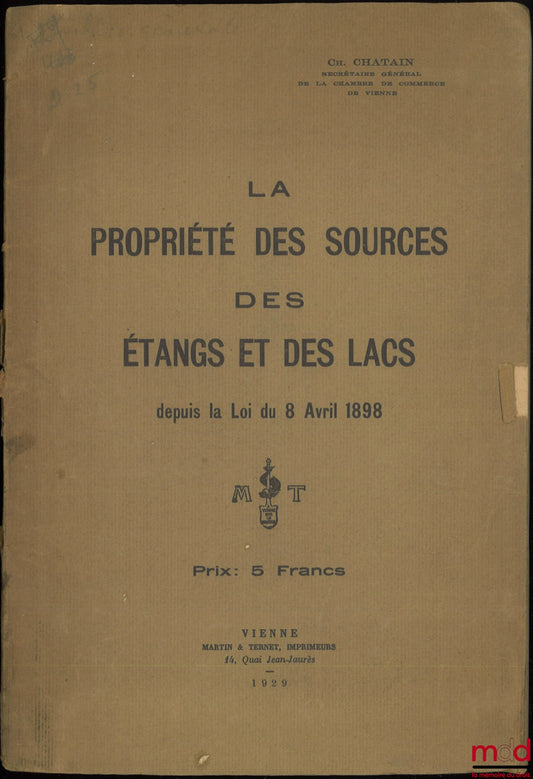 CH. CHATAIN
SECRÉTAIRE GÉNÉRAL
DE LA CHAMBRE DE COMMERCE
DE VIENNE
LA
PROPRIÉTÉ DES SOURCES
DES
ÉTANGS ET DES LACS
depuis la Loi du 8 Avril 1898
M T
Prix: 5 Francs
VIENNE
MARTIN & TERNET, IMPRIMEURS
14, Quai Jean-Jaurès
1929
mdd
la mémoire du droit